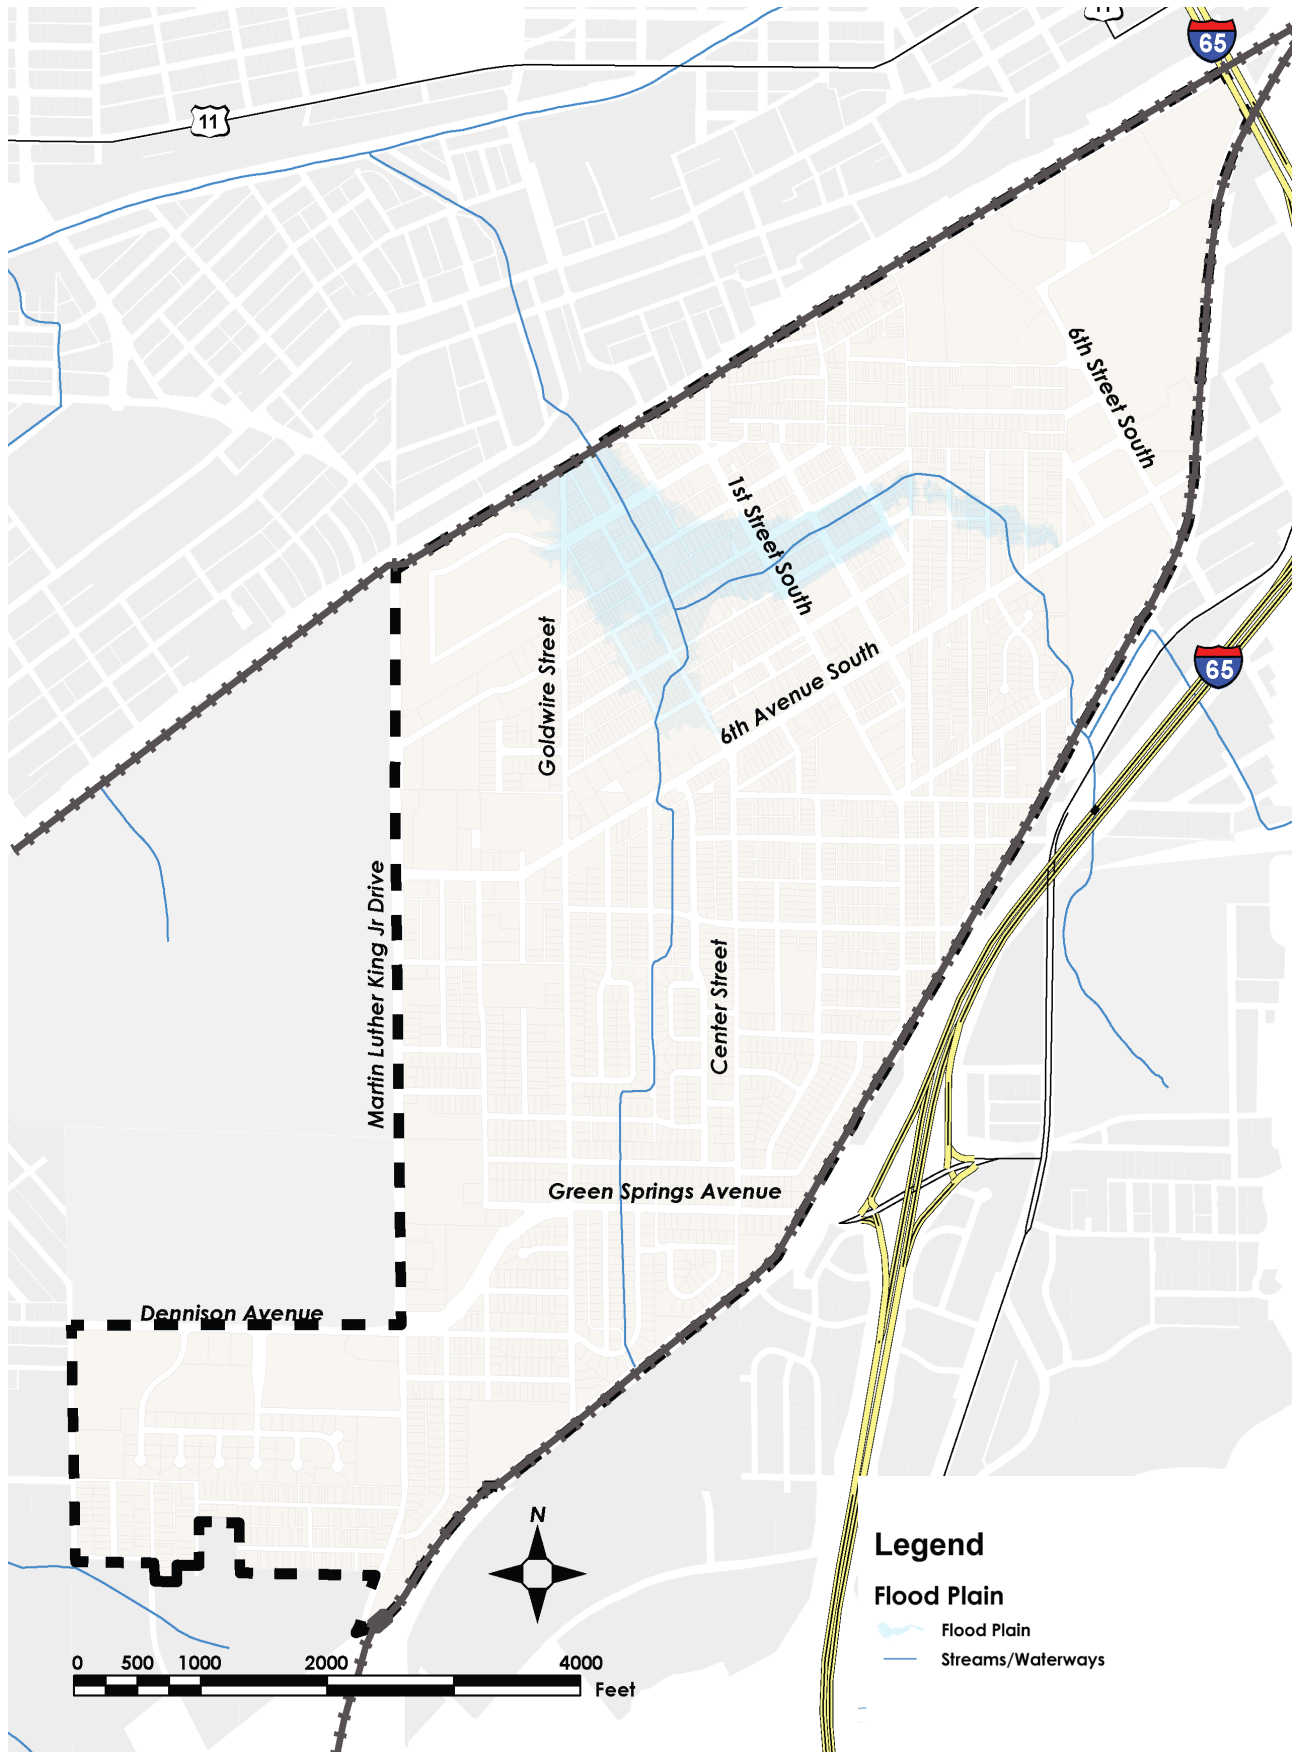 11
65
11
6th Street South
1st Street South
Goldwire Street
65
6th Avenue South
Martin Luther King Jr Drive
Center Street
Green Springs Avenue
Dennison Avenue
N
Legend
Flood Plain
Flood Plain
Streams/Waterways
0 500 1000 2000 4000
Feet